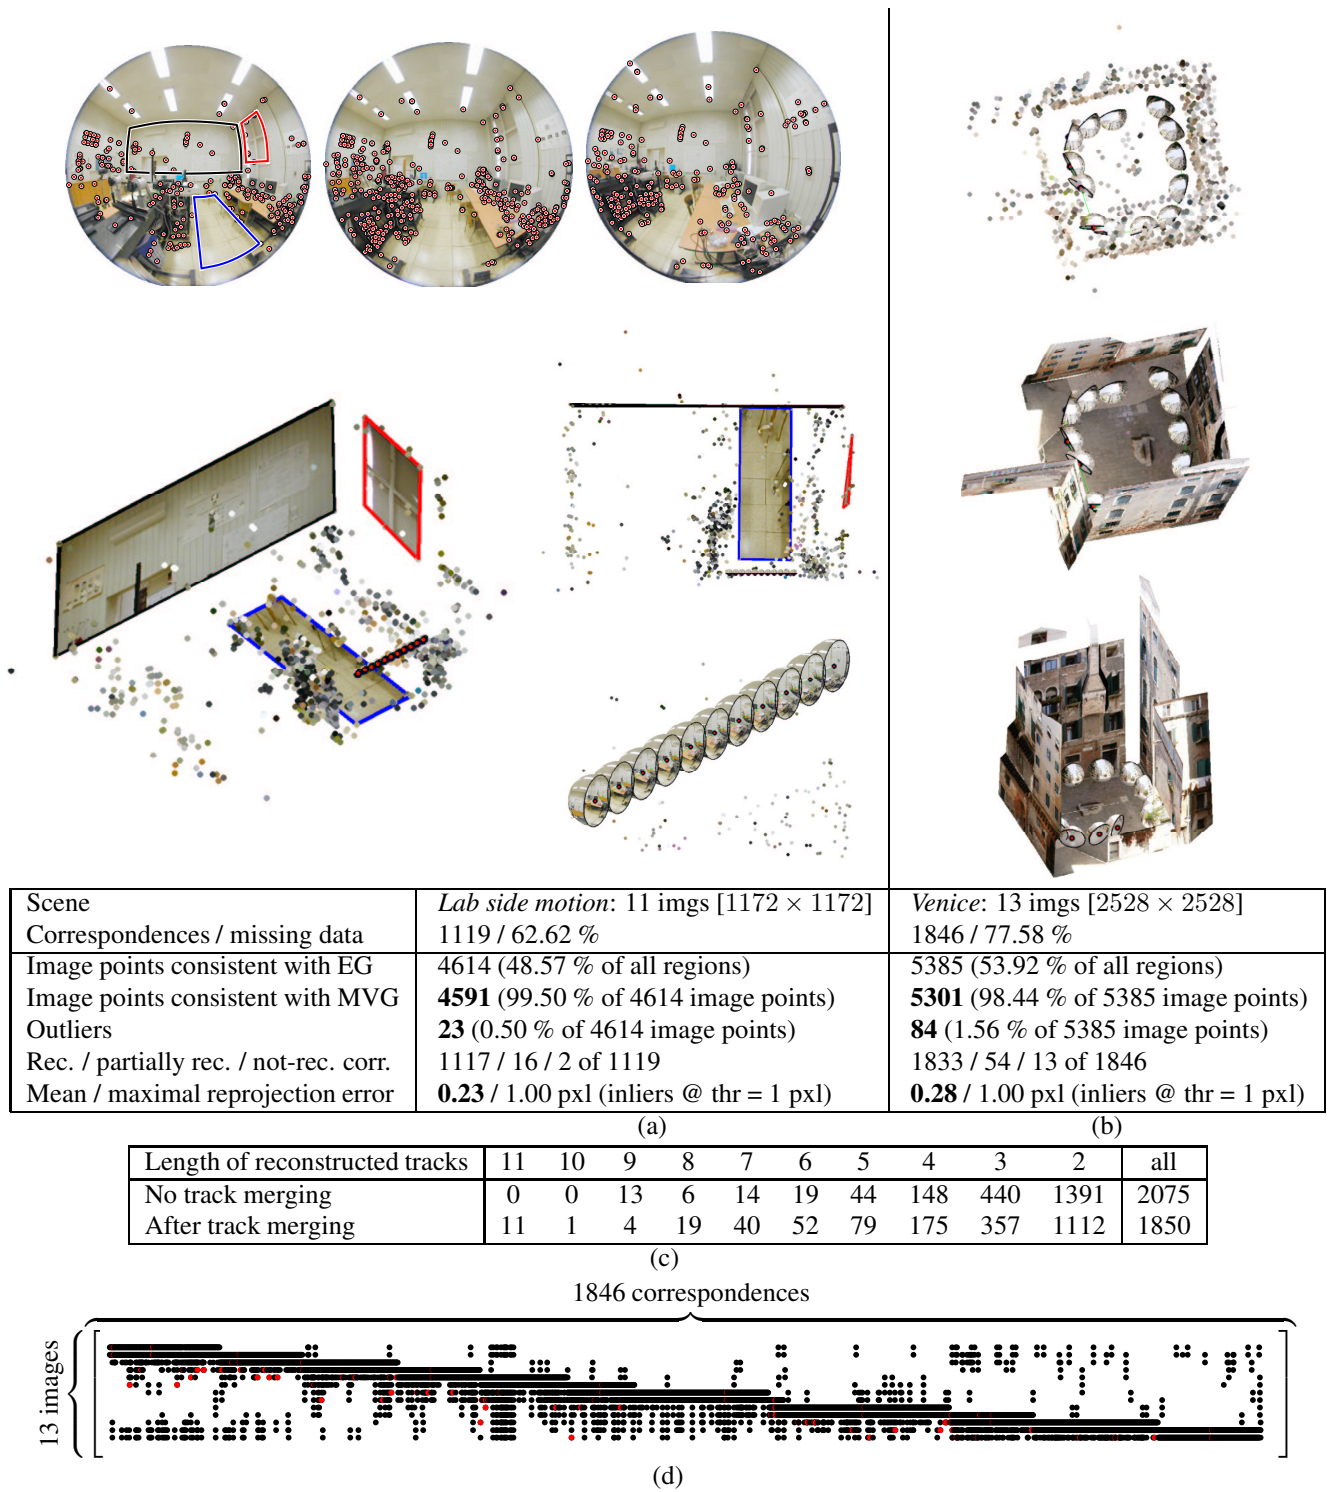 Scene Lab side motion: 11 imgs [1172 × 1172] Venice: 13 imgs [2528 × 2528]
Correspondences / missing data 1119 / 62.62 % 1846 / 77.58 %
Image points consistent with EG 4614 (48.57 % of all regions) 5385 (53.92 % of all regions)
Image points consistent with MVG 4591 (99.50 % of 4614 image points) 5301 (98.44 % of 5385 image points)
Outliers 23 (0.50 % of 4614 image points) 84 (1.56 % of 5385 image points)
Rec. / partially rec. / not-rec. corr. 1117 / 16 / 2 of 1119 1833 / 54 / 13 of 1846
Mean / maximal reprojection error 0.23 / 1.00 pxl (inliers @ thr = 1 pxl) 0.28 / 1.00 pxl (inliers @ thr = 1 pxl)
(a) (b)
Length of reconstructed tracks 11 10 9 8 7 6 5 4 3 2 all
No track merging 0 0 13 6 14 19 44 148 440 1391 2075
After track merging 11 1 4 19 40 52 79 175 357 1112 1850
(c)
1846 correspondences
13 images
(d)